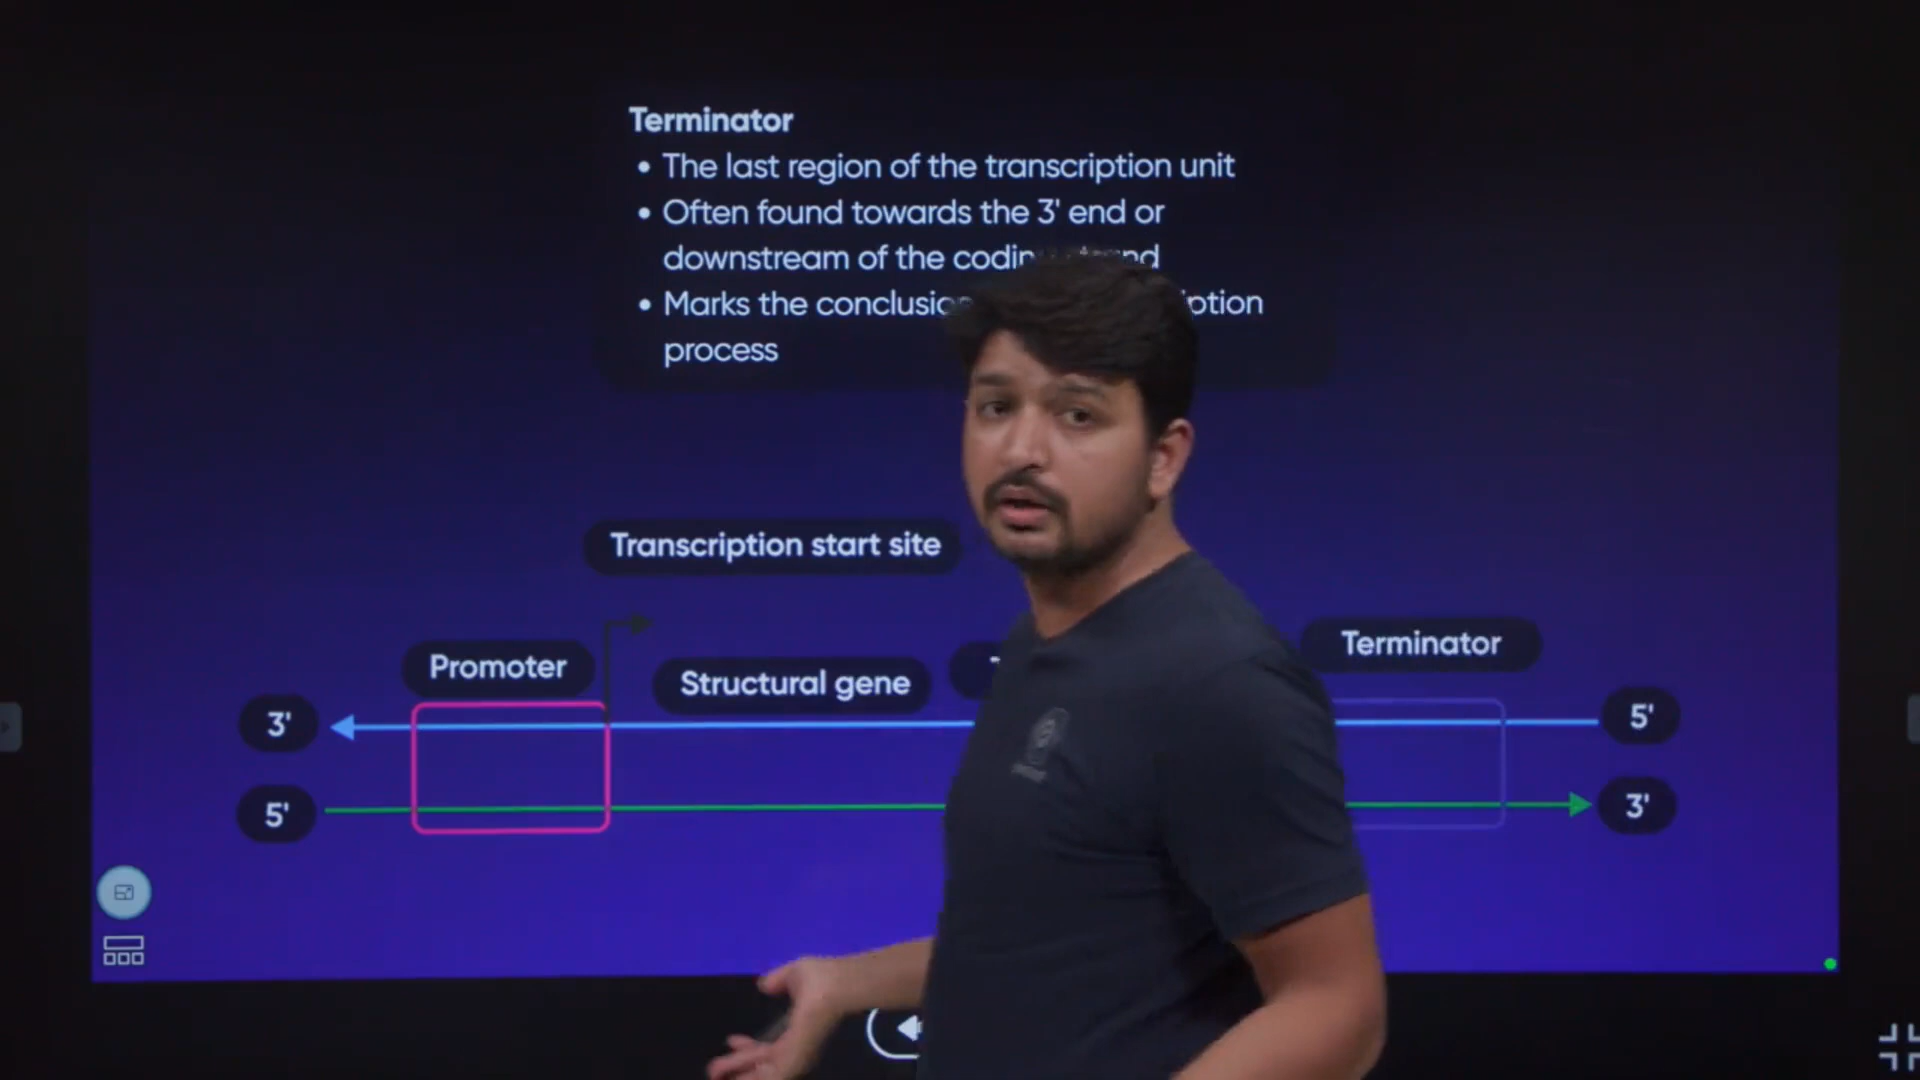 Terminator
• The last region of the transcription unit
• Often found towards the 3' end or
downstream of the
• Marks the
process
Transcription start site
Terminator
Promoter
Structural gene
3'
5'
5'
3'